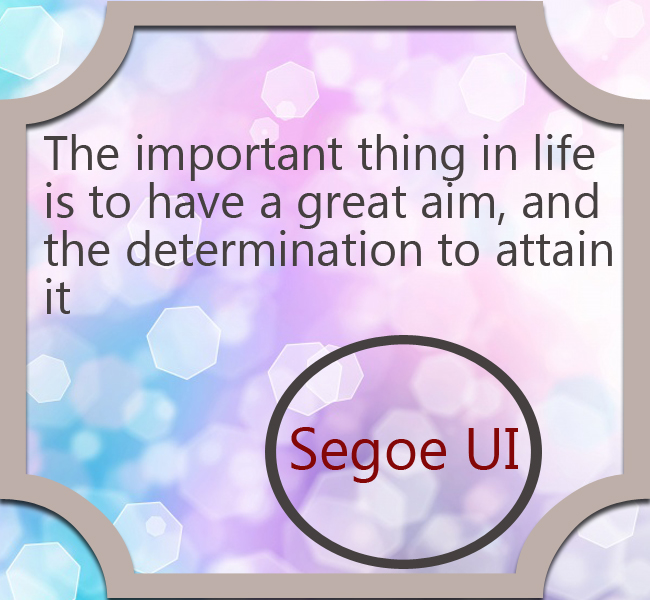 The important thing in life
is to have a great aim, and
the determination to attain
it
Segoe UI